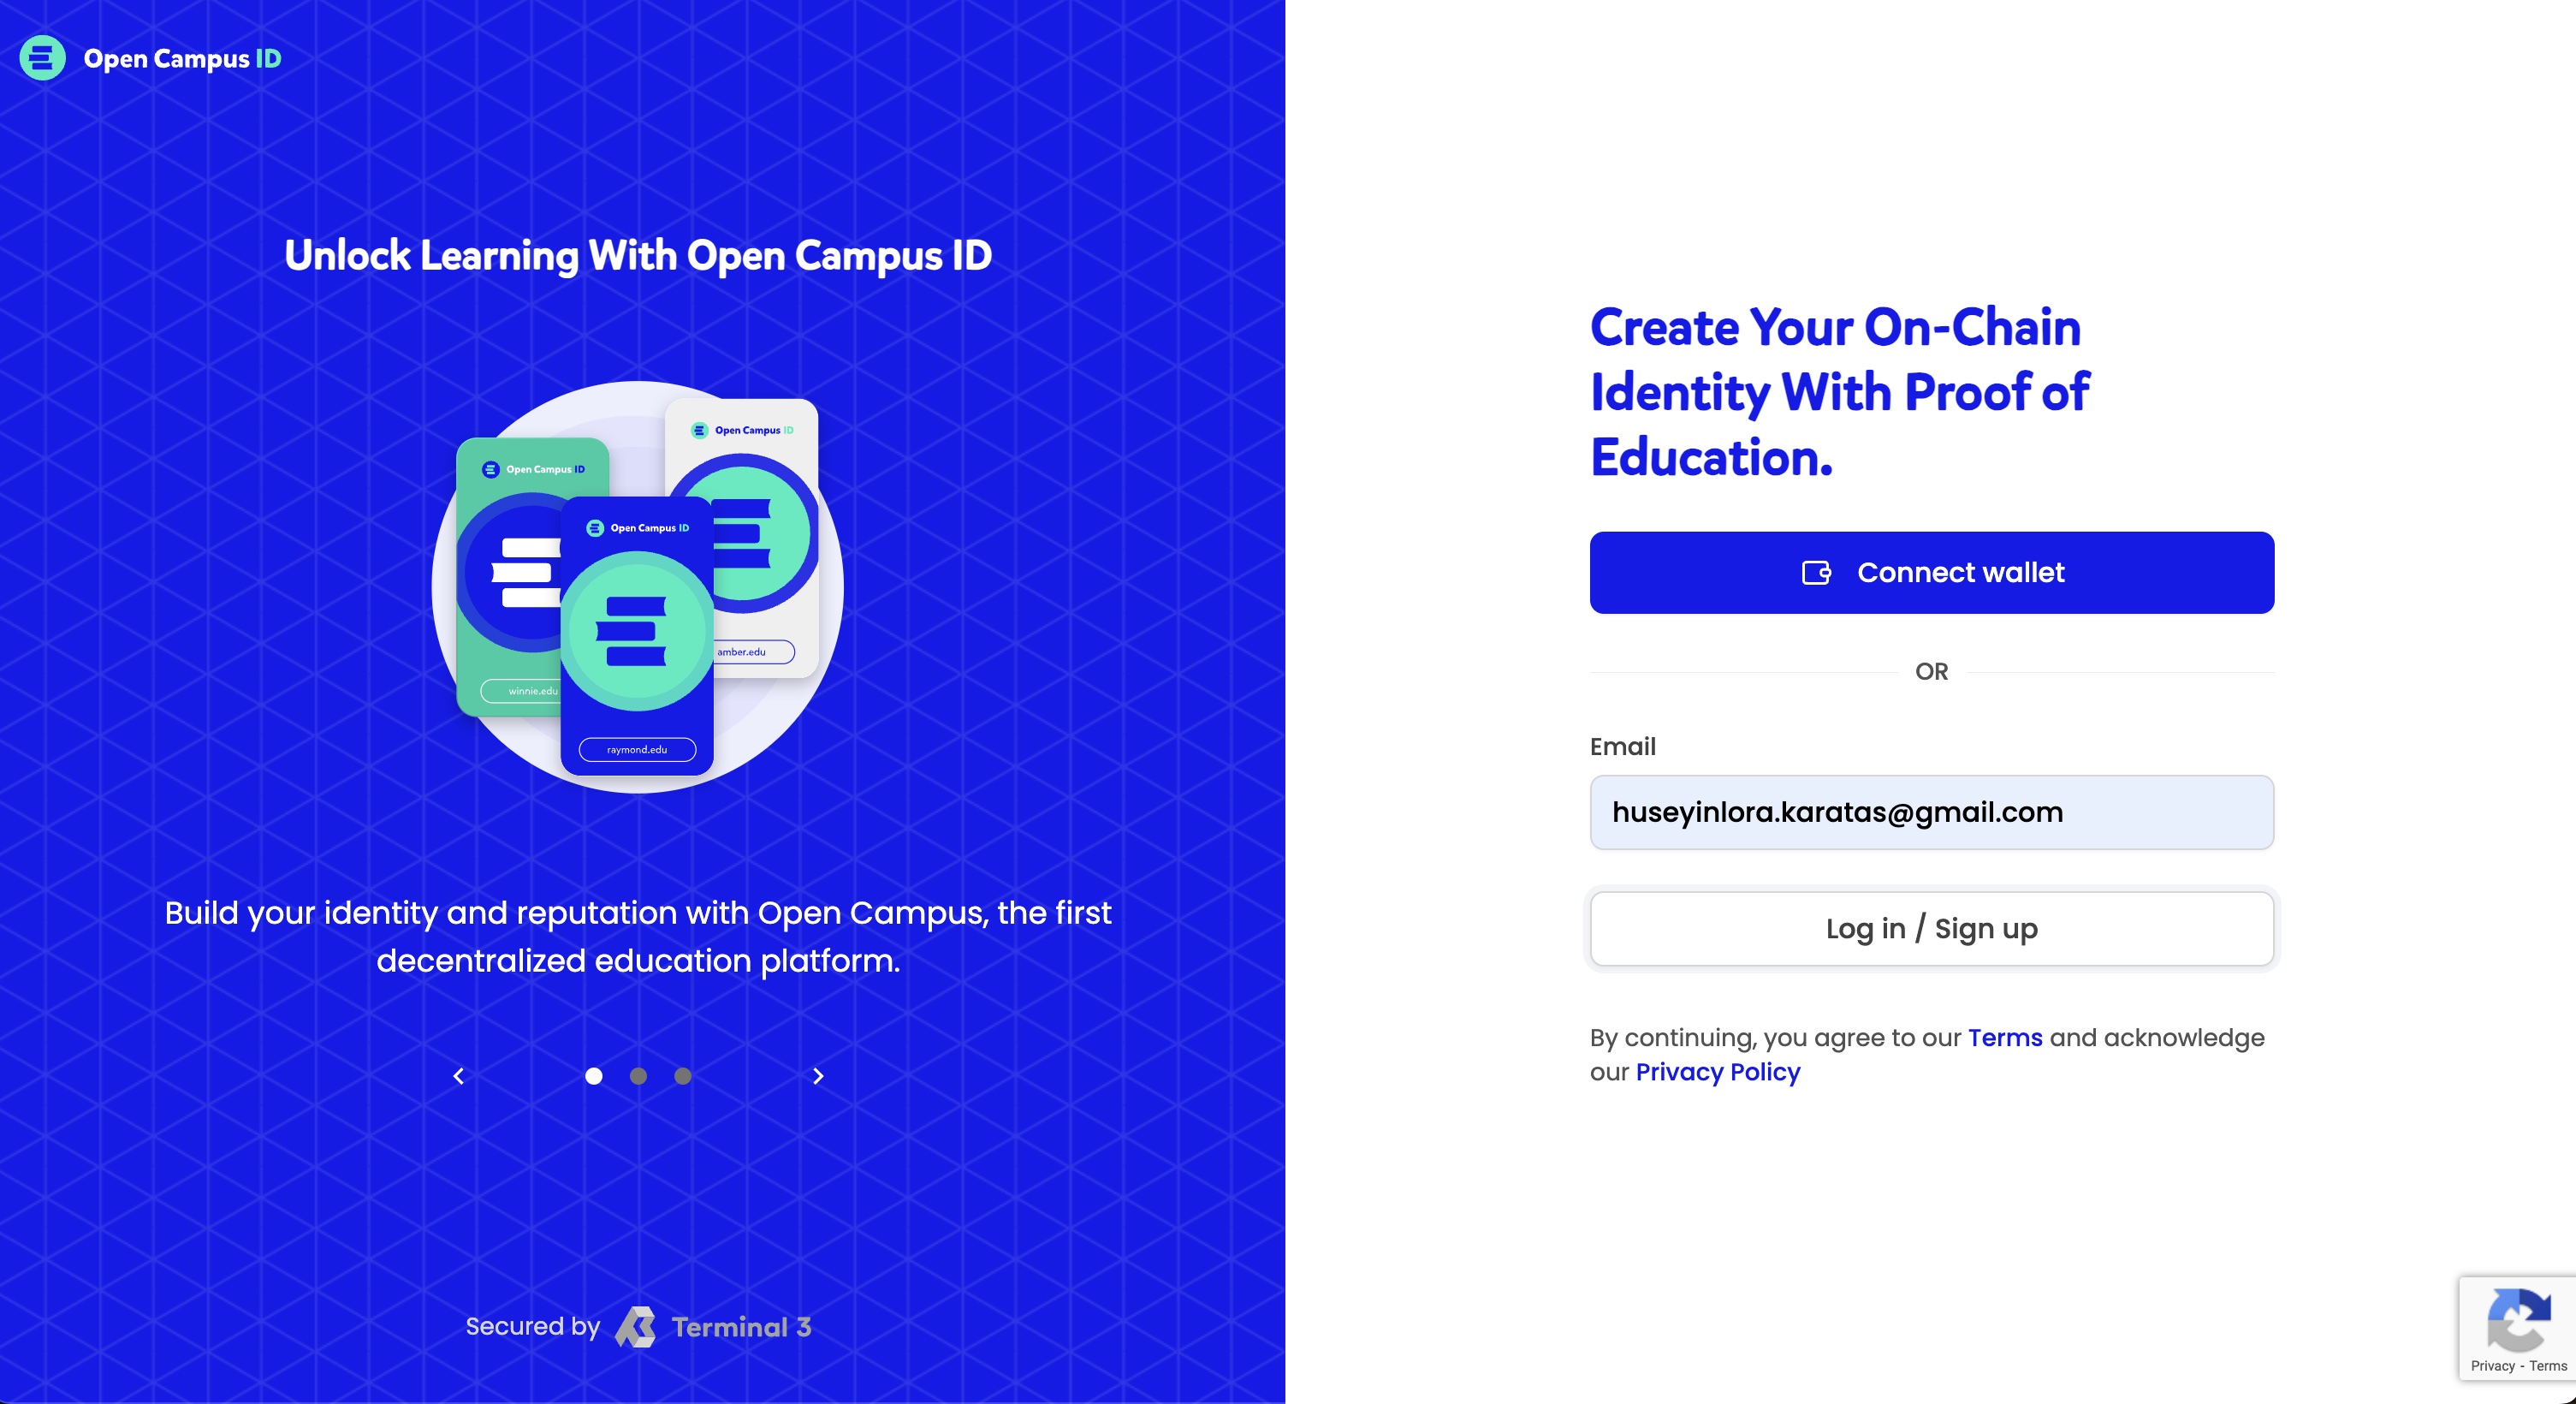 Open Campus ID
Unlock Learning With Open Campus ID
Open Campus ID
amber.edu
Open Campus ID
winnie.edu
Open Campus ID
raymond.edu
Build your identity and reputation with Open Campus, the first
decentralized education platform.
Secured by Terminal 3
Create Your On-Chain
Identity With Proof of
Education.
Connect wallet
OR
Email
huseyinlora.karatas@gmail.com
Log in / Sign up
By continuing, you agree to our Terms and acknowledge
our Privacy Policy
Privacy - Terms